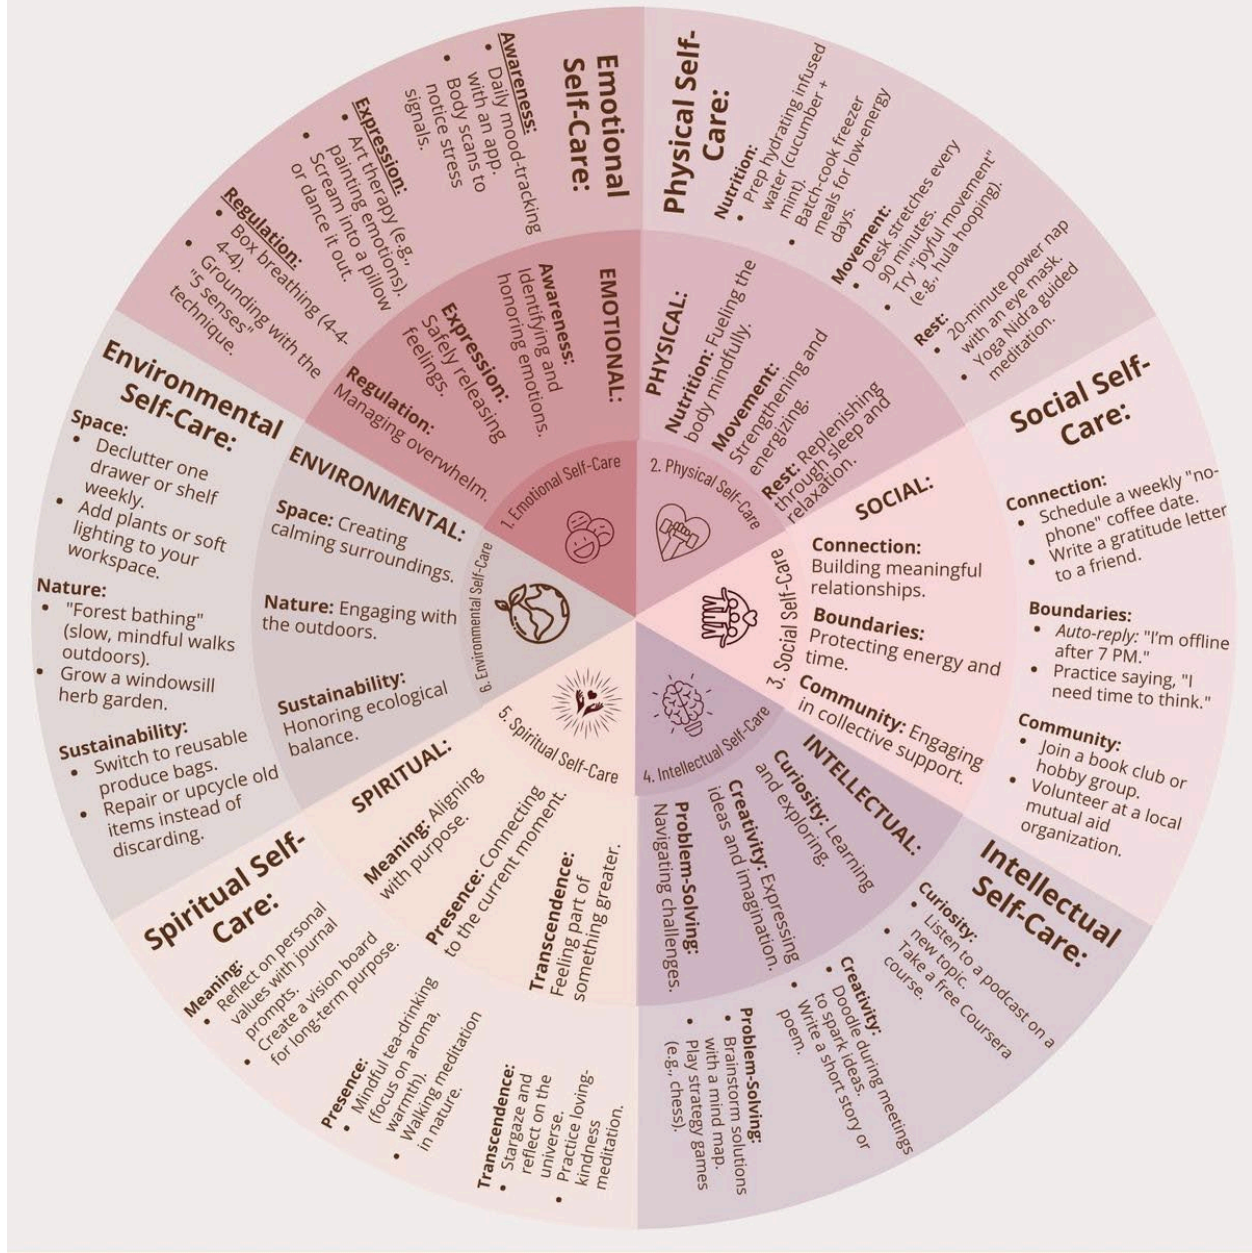 1. Emotional Self-Care
EMOTIONAL:
Awareness:
Identifying and
honoring emotions.
Expression:
Safely releasing
feelings.
Regulation:
Managing overwhelm.
Emotional
Self-Care:
Awareness:
• Daily mood-tracking
with an app.
• Body scans to
notice stress
signals.
Expression:
• Art therapy (e.g.,
painting emotions).
• Scream into a pillow
or dance it out.
Regulation:
• Box breathing (4-4-
4-4).
• Grounding with the
"5 senses"
technique.
2. Physical Self-Care
PHYSICAL:
Nutrition: Fueling the
body mindfully.
Movement:
Strengthening and
energizing.
Rest: Replenishing
through sleep and
relaxation.
Physical Self-
Care:
Nutrition:
• Prep hydrating infused
water (cucumber +
mint).
• Batch-cook freezer
meals for low-energy
days.
Movement:
• Desk stretches every
90 minutes.
• Try "joyful movement"
(e.g., hula hooping).
Rest:
• 20-minute power nap
with an eye mask.
• Yoga Nidra guided
meditation.
3. Social Self-Care
SOCIAL:
Connection:
Building meaningful
relationships.
Boundaries:
Protecting energy and
time.
Community: Engaging
in collective support.
Social Self-
Care:
Connection:
• Schedule a weekly "no-
phone" coffee date.
• Write a gratitude letter
to a friend.
Boundaries:
• Auto-reply: "I'm offline
after 7 PM."
• Practice saying, "I
need time to think."
Community:
• Join a book club or
hobby group.
• Volunteer at a local
mutual aid
organization.
4. Intellectual Self-Care
INTELLECTUAL:
Curiosity: Learning
and exploring.
Creativity: Expressing
ideas and imagination.
Problem-Solving:
Navigating challenges.
Intellectual
Self-Care:
Curiosity:
• Listen to a podcast on a
new topic.
• Take a free Coursera
course.
Creativity:
• Doodle during meetings
to spark ideas.
• Write a short story or
poem.
Problem-Solving:
• Brainstorm solutions
with a mind map.
• Play strategy games
(e.g., chess).
5. Spiritual Self-Care
SPIRITUAL:
Meaning: Aligning
with purpose.
Presence: Connecting
to the current moment.
Transcendence:
Feeling part of
something greater.
Spiritual Self-
Care:
Meaning:
• Reflect on personal
values with journal
prompts.
• Create a vision board
for long-term purpose.
Presence:
• Mindful tea-drinking
(focus on aroma,
warmth).
• Walking meditation
in nature.
Transcendence:
• Stargaze and
reflect on the
universe.
• Practice loving-
kindness
meditation.
6. Environmental Self-Care
ENVIRONMENTAL:
Space: Creating
calming surroundings.
Nature: Engaging with
the outdoors.
Sustainability:
Honoring ecological
balance.
Environmental
Self-Care:
Space:
• Declutter one
drawer or shelf
weekly.
• Add plants or soft
lighting to your
workspace.
Nature:
• "Forest bathing"
(slow, mindful walks
outdoors).
• Grow a windowsill
herb garden.
Sustainability:
• Switch to reusable
produce bags.
• Repair or upcycle old
items instead of
discarding.